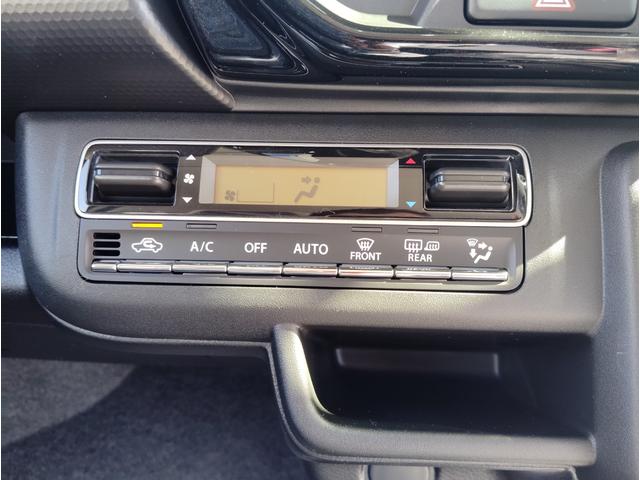 A/C OFF AUTO FRONT REAR